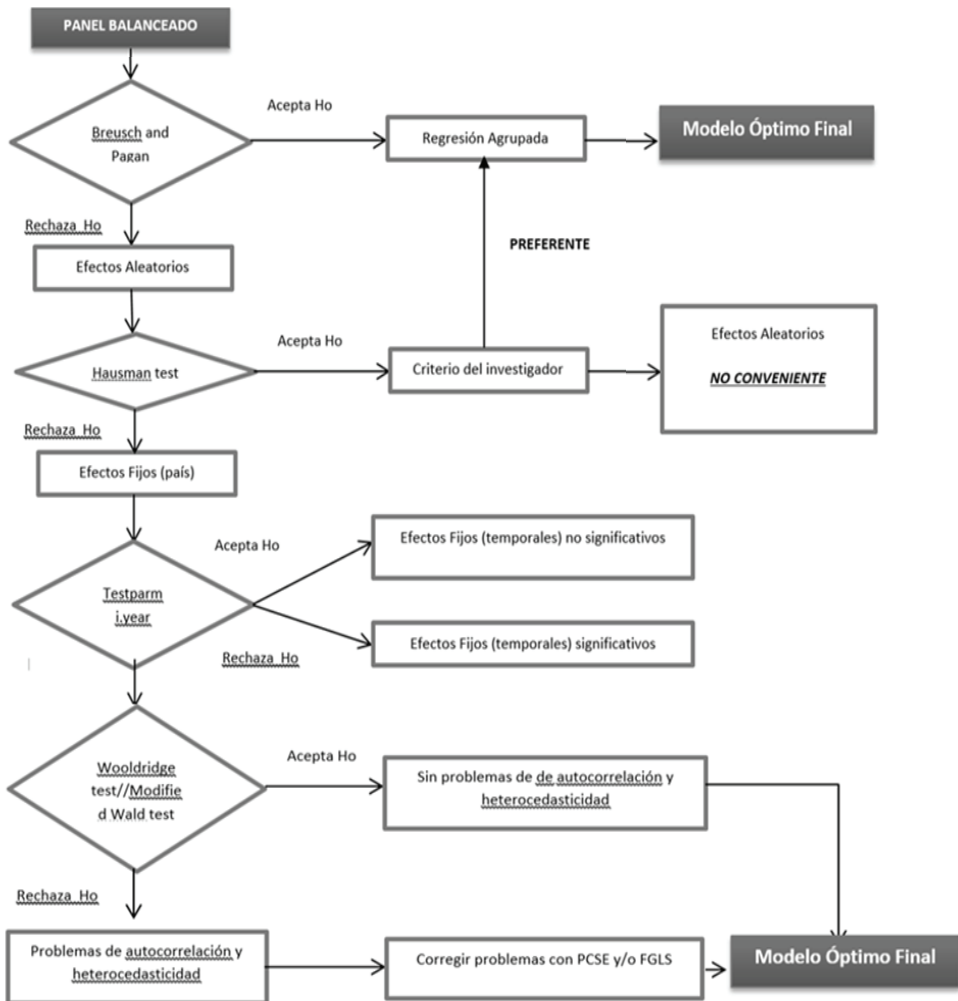 PANEL BALANCEADO
Acepta Ho
Breusch and
Pagan
Regresión Agrupada
Modelo Óptimo Final
Rechaza Ho
PREFERENTE
Efectos Aleatorios
Acepta Ho
Efectos Aleatorios
NO CONVENIENTE
Hausman test
Criterio del investigador
Rechaza Ho
Efectos Fijos (país)
Acepta Ho
Efectos Fijos (temporales) no significativos
Testparm
i.year
Efectos Fijos (temporales) significativos
Rechaza Ho
Acepta Ho
Wooldridge
test//Modifie
d Wald test
Sin problemas de de autocorrelación y
heterocedasticidad
Rechaza Ho
Problemas de autocorrelación y
heterocedasticidad
Corregir problemas con PCSE y/o FGLS
Modelo Óptimo Final